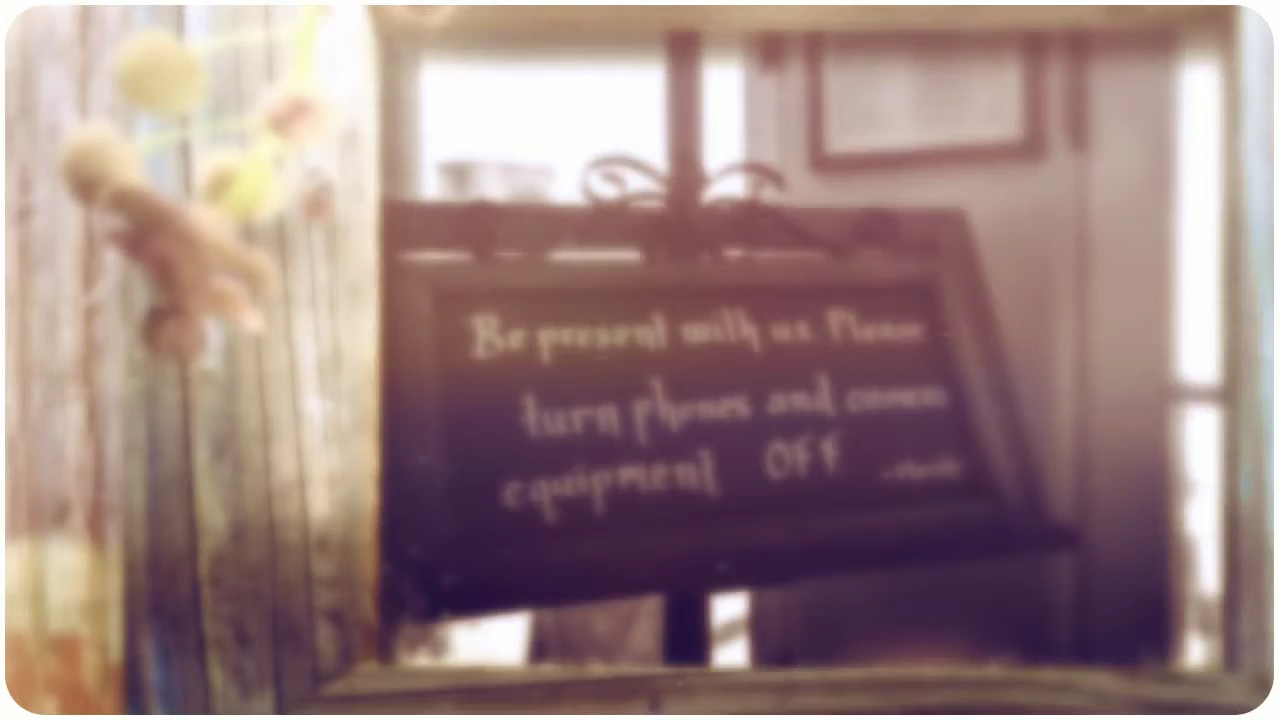 Be present with us. Please
turn phones and camera
equipment OFF